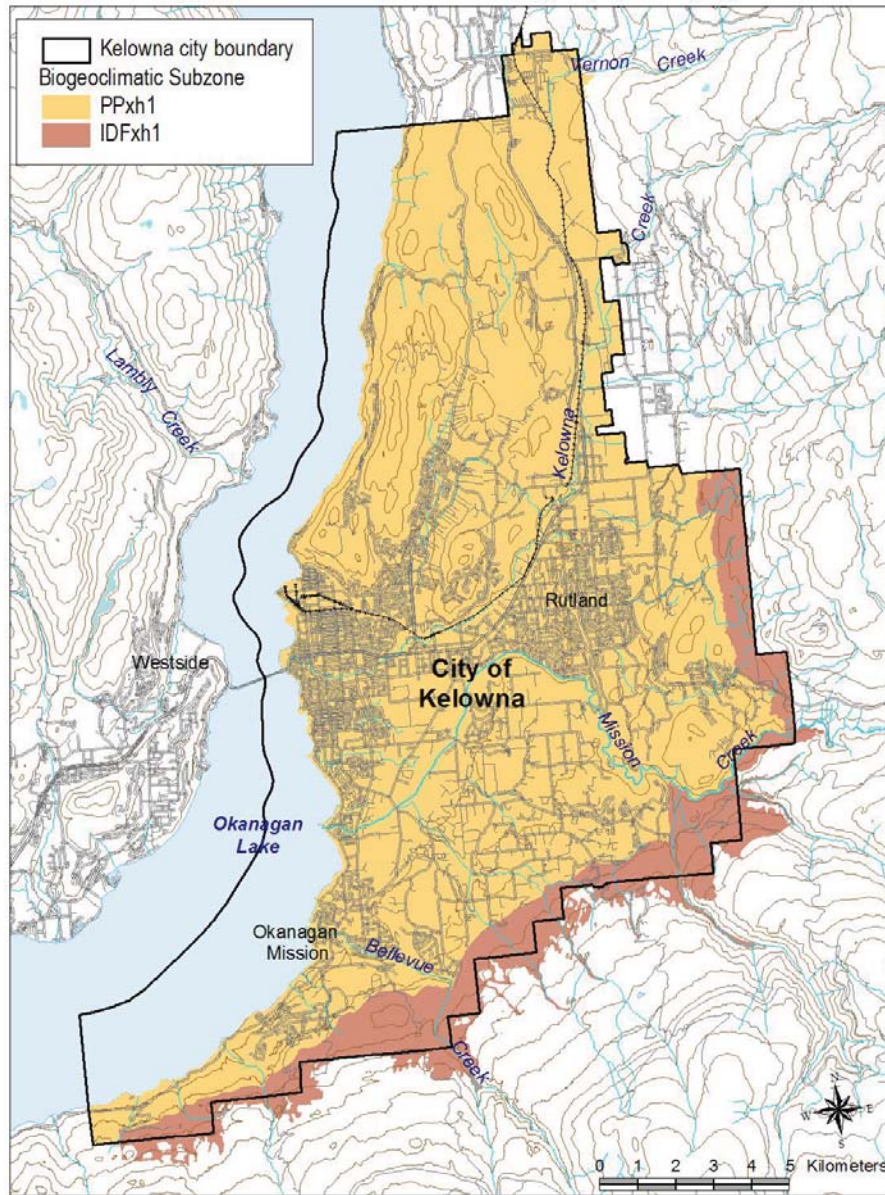 Kelowna city boundary
Biogeoclimatic Subzone
PPxh1
IDFxh1
Vernon Creek
Creek
Lambly
Creek
Kelowna
Rutland
Westside
City of
Kelowna
Mission
Creek
Okanagan
Lake
Okanagan
Mission
Bellevue
Creek
N
W E
S
0 1 2 3 4 5 Kilometers